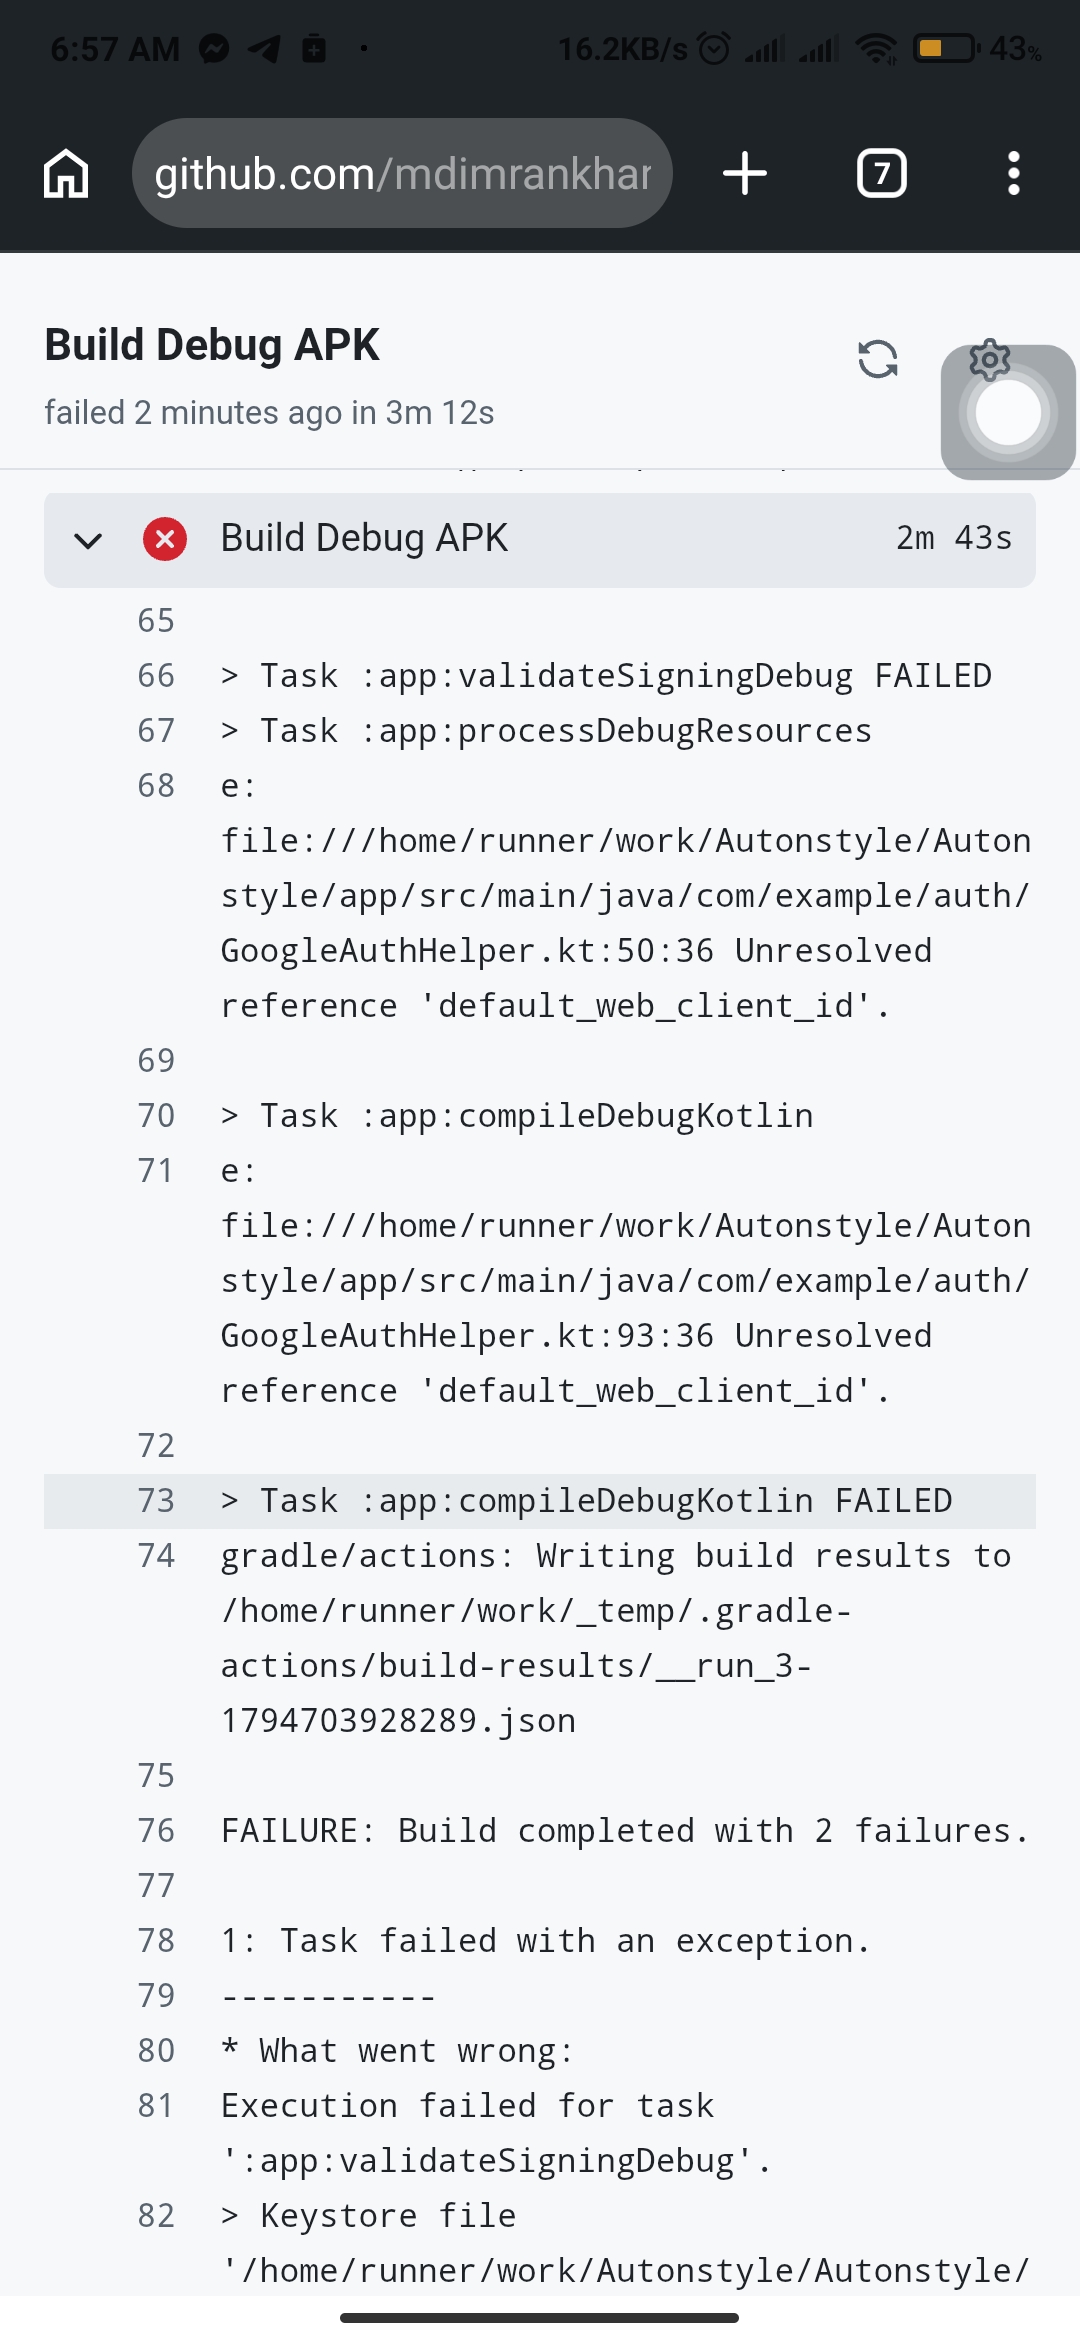 6:57 AM 16.2KB/s 43%
github.com/mdimrankhan
7
Build Debug APK
failed 2 minutes ago in 3m 12s
Build Debug APK 2m 43s
65
66 > Task :app:validateSigningDebug FAILED
67 > Task :app:processDebugResources
68 e:
file:///home/runner/work/Autonstyle/Auton
style/app/src/main/java/com/example/auth/
GoogleAuthHelper.kt:50:36 Unresolved
reference 'default_web_client_id'.
69
70 > Task :app:compileDebugKotlin
71 e:
file:///home/runner/work/Autonstyle/Auton
style/app/src/main/java/com/example/auth/
GoogleAuthHelper.kt:93:36 Unresolved
reference 'default_web_client_id'.
72
73 > Task :app:compileDebugKotlin FAILED
74 gradle/actions: Writing build results to
/home/runner/work/_temp/.gradle-
actions/build-results/__run_3-
1794703928289.json
75
76 FAILURE: Build completed with 2 failures.
77
78 1: Task failed with an exception.
79 -----------
80 * What went wrong:
81 Execution failed for task
':app:validateSigningDebug'.
82 > Keystore file
'/home/runner/work/Autonstyle/Autonstyle/